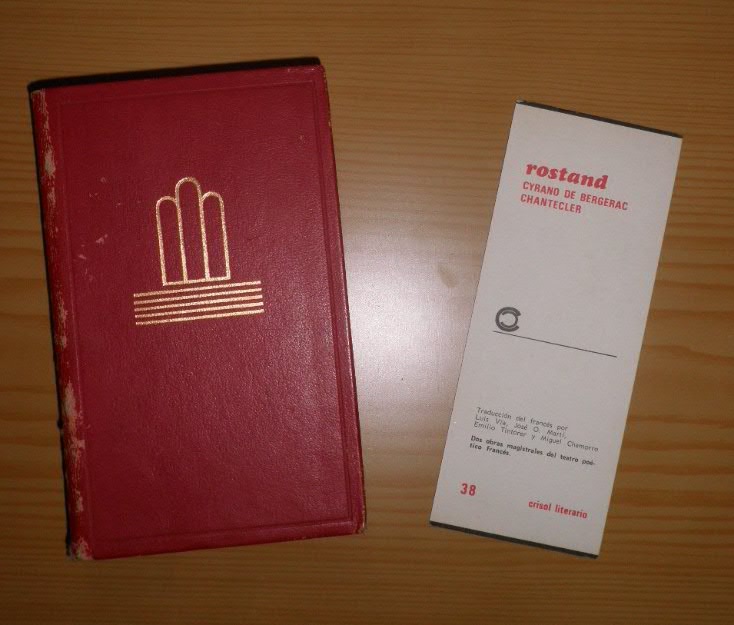 rostand
CYRANO DE BERGERAC
CHANTECLER
Traducción del francés por
Luis Vía, José O. Martí,
Emilio Tintorer y Miguel Chamorro
Dos obras magistrales del teatro poé-
tico francés.
38
crisol literario